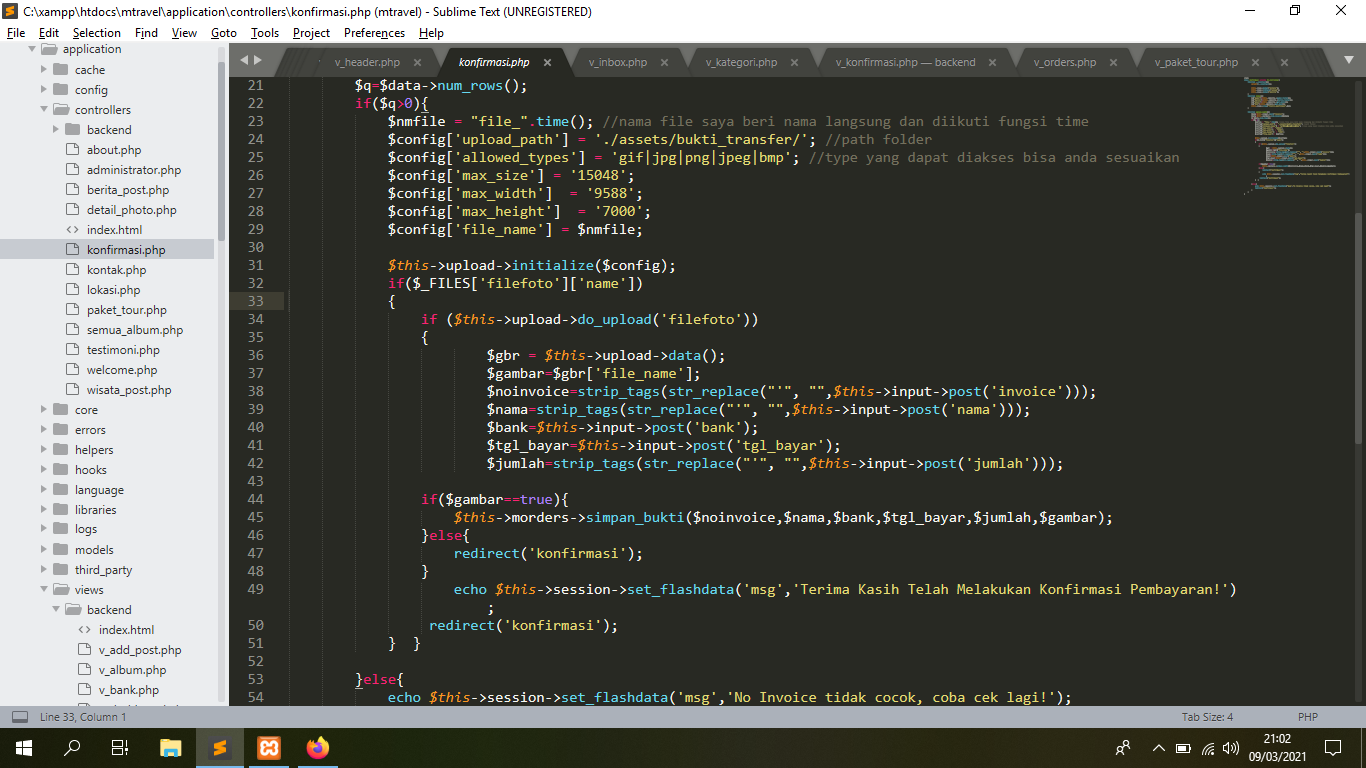 C:\xampp\htdocs\mtravel\application\controllers\konfirmasi.php (mtravel) - Sublime Text (UNREGISTERED)
File Edit Selection Find View Goto Tools Project Preferences Help
application
cache
config
controllers
backend
about.php
administrator.php
berita_post.php
detail_photo.php
index.html
konfirmasi.php
kontak.php
lokasi.php
paket_tour.php
semua_album.php
testimoni.php
welcome.php
wisata_post.php
core
errors
helpers
hooks
language
libraries
logs
models
third_party
views
backend
index.html
v_add_post.php
v_album.php
v_bank.php
v_header.php konfirmasi.php v_inbox.php v_kategori.php v_konfirmasi.php — backend v_orders.php v_paket_tour.php
21 $q=$data->num_rows();
22 if($q>0){
23 $nmfile = "file_".time(); //nama file saya beri nama langsung dan diikuti fungsi time
24 $config['upload_path'] = './assets/bukti_transfer/'; //path folder
25 $config['allowed_types'] = 'gif|jpg|png|jpeg|bmp'; //type yang dapat diakses bisa anda sesuaikan
26 $config['max_size'] = '15048';
27 $config['max_width']  = '9588';
28 $config['max_height']  = '7000';
29 $config['file_name'] = $nmfile;
30
31 $this->upload->initialize($config);
32 if($_FILES['filefoto']['name'])
33 {
34 if ($this->upload->do_upload('filefoto'))
35 {
36 $gbr = $this->upload->data();
37 $gambar=$gbr['file_name'];
38 $noinvoice=strip_tags(str_replace("'", "",$this->input->post('invoice')));
39 $nama=strip_tags(str_replace("'", "",$this->input->post('nama')));
40 $bank=$this->input->post('bank');
41 $tgl_bayar=$this->input->post('tgl_bayar');
42 $jumlah=strip_tags(str_replace("'", "",$this->input->post('jumlah')));
43
44 if($gambar==true){
45 $this->morders->simpan_bukti($noinvoice,$nama,$bank,$tgl_bayar,$jumlah,$gambar);
46 }else{
47 redirect('konfirmasi');
48 }
49 echo $this->session->set_flashdata('msg','Terima Kasih Telah Melakukan Konfirmasi Pembayaran!')
;
50 redirect('konfirmasi');
51 }  }
52
53 }else{
54 echo $this->session->set_flashdata('msg','No Invoice tidak cocok, coba cek lagi!');
Line 33, Column 1 Tab Size: 4 PHP
21:02
09/03/2021